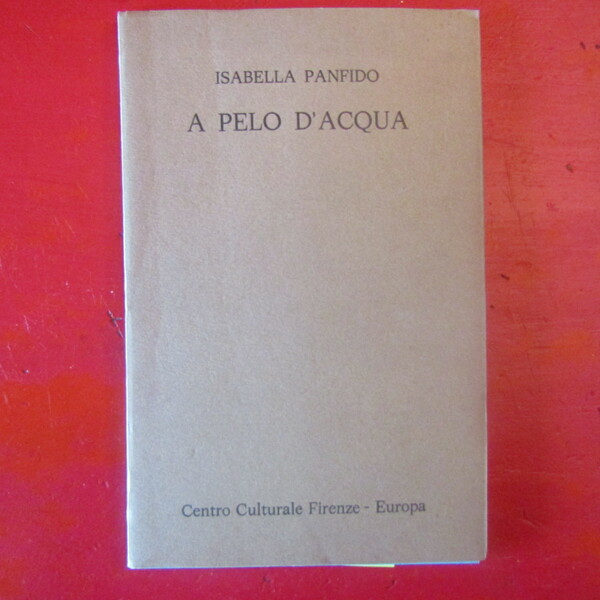 ISABELLA PANFIDO
A PELO D'ACQUA
Centro Culturale Firenze - Europa